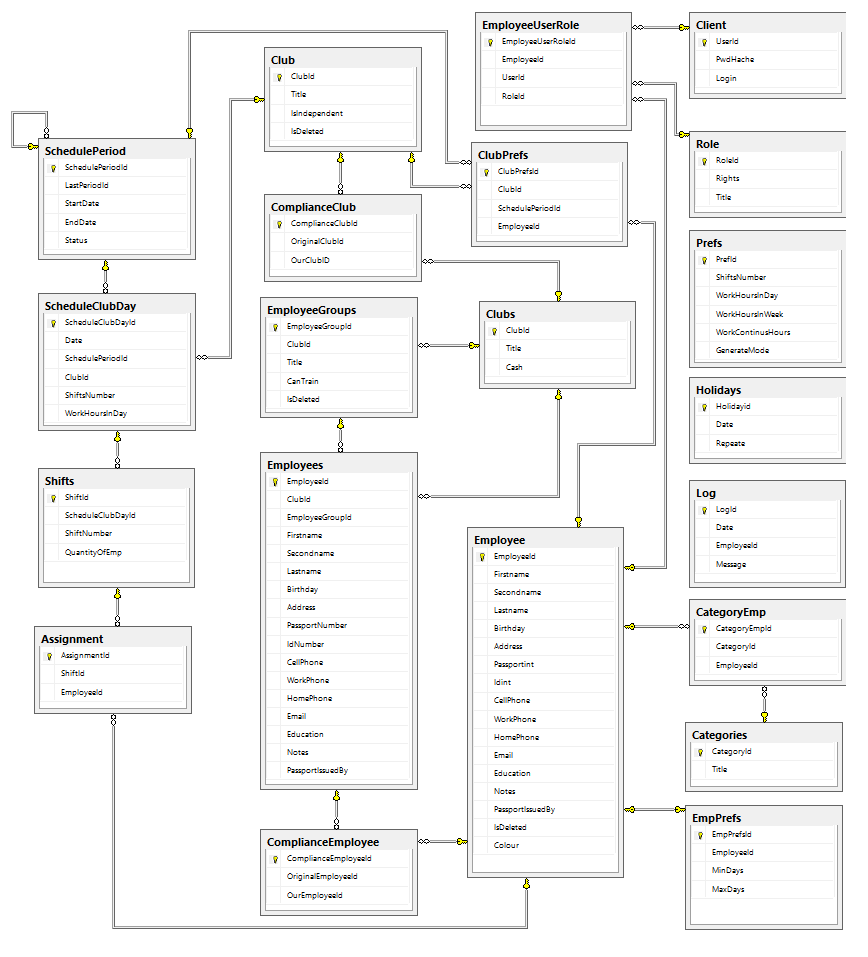 EmployeeUserRole
EmployeeUserRoleId
EmployeeId
UserId
RoleId
Client
UserId
PwdHache
Login
Club
ClubId
Title
IsIndependent
IsDeleted
SchedulePeriod
SchedulePeriodId
LastPeriodId
StartDate
EndDate
Status
ClubPrefs
ClubPrefsId
ClubId
SchedulePeriodId
EmployeeId
Role
RoleId
Rights
Title
ComplianceClub
ComplianceClubId
OriginalClubId
OurClubID
Prefs
PrefId
ShiftsNumber
WorkHoursInDay
WorkHoursInWeek
WorkContinusHours
GenerateMode
ScheduleClubDay
ScheduleClubDayId
Date
SchedulePeriodId
ClubId
ShiftsNumber
WorkHoursInDay
EmployeeGroups
EmployeeGroupId
ClubId
Title
CanTrain
IsDeleted
Clubs
ClubId
Title
Cash
Holidays
Holidayid
Date
Repeate
Shifts
ShiftId
ScheduleClubDayId
ShiftNumber
QuantityOfEmp
Employees
EmployeeId
ClubId
EmployeeGroupId
Firstname
Secondname
Lastname
Birthday
Address
PassportNumber
IdNumber
CellPhone
WorkPhone
HomePhone
Email
Education
Notes
PassportIssuedBy
Log
LogId
Date
EmployeeId
Message
Employee
EmployeeId
Firstname
Secondname
Lastname
Birthday
Address
Passportint
Idint
CellPhone
WorkPhone
HomePhone
Email
Education
Notes
PassportIssuedBy
IsDeleted
Colour
CategoryEmp
CategoryEmpId
CategoryId
EmployeeId
Assignment
AssignmentId
ShiftId
EmployeeId
Categories
CategoryId
Title
EmpPrefs
EmpPrefsId
EmployeeId
MinDays
MaxDays
ComplianceEmployee
ComplianceEmployeeId
OriginalEmployeeId
OurEmployeeId